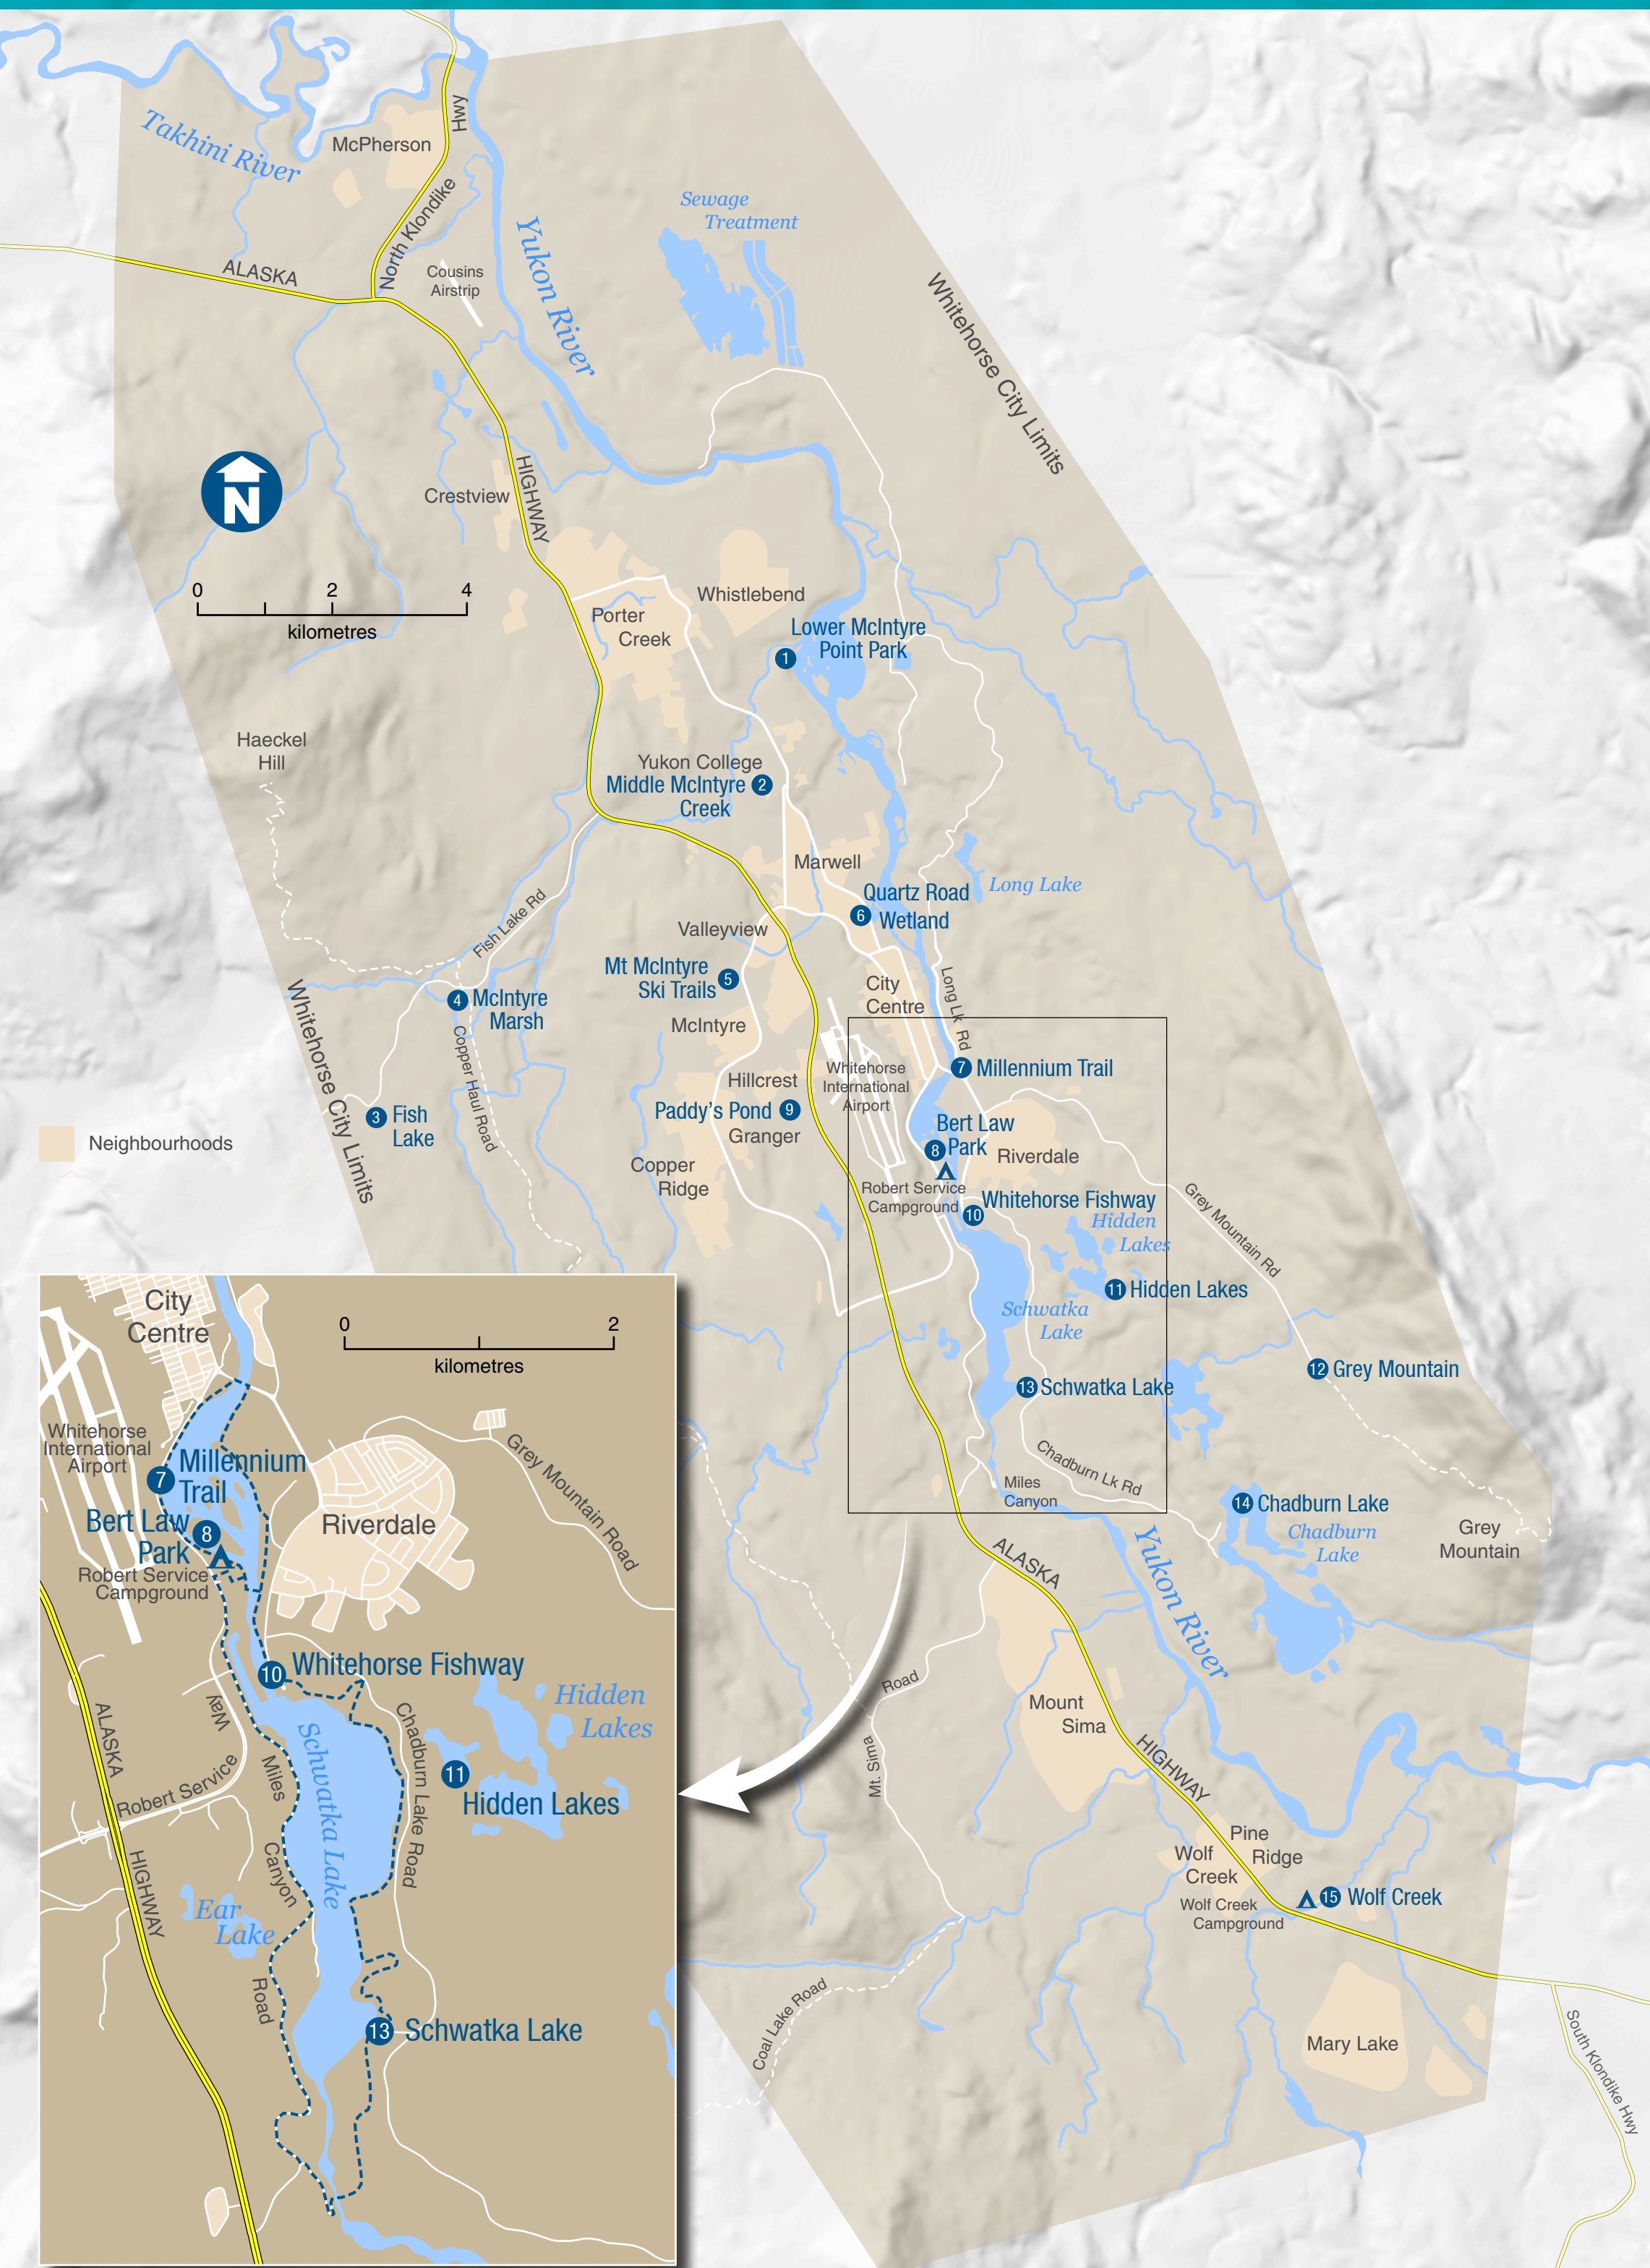 Hwy
Takhini River
McPherson
North Klondike
Sewage
Treatment
Yukon River
ALASKA
Cousins
Airstrip
Whitehorse City Limits
N
HIGHWAY
Crestview
0 2 4
kilometres
Whistlebend
Porter
Creek
Lower McIntyre
Point Park
1
Haeckel
Hill
Yukon College
Middle McIntyre
Creek
2
Marwell
Long Lake
Quartz Road
Wetland
6
Fish Lake Rd
Valleyview
Mt McIntyre
Ski Trails
5
City
Centre
Long Lk Rd
4
McIntyre
Marsh
McIntyre
Whitehorse City Limits
Copper Haul Road
Whitehorse
International
Airport
7 Millennium Trail
Hillcrest
Paddy's Pond 9
Granger
3 Fish
Lake
Bert Law
Park
8
Riverdale
Neighbourhoods
Copper
Ridge
Robert Service
Campground
Whitehorse Fishway
10
Hidden
Lakes
Grey Mountain Rd
11 Hidden Lakes
Schwatka
Lake
12 Grey Mountain
13 Schwatka Lake
Chadburn Lk Rd
Miles
Canyon
14 Chadburn Lake
Chadburn
Lake
Grey
Mountain
Yukon River
ALASKA
Road
Mt. Sima
Mount
Sima
HIGHWAY
Pine
Ridge
Wolf
Creek
15 Wolf Creek
Wolf Creek
Campground
Coal Lake Road
Mary Lake
South Klondike Hwy
City
Centre
0 2
kilometres
Whitehorse
International
Airport
Grey Mountain Road
7 Millennium
Trail
Bert Law
Park
8
Riverdale
Robert Service
Campground
10 Whitehorse Fishway
Hidden
Lakes
Way
ALASKA
Robert Service
Miles
Canyon
Road
Schwatka Lake
Chadburn Lake Road
11
Hidden Lakes
HIGHWAY
Ear
Lake
13 Schwatka Lake